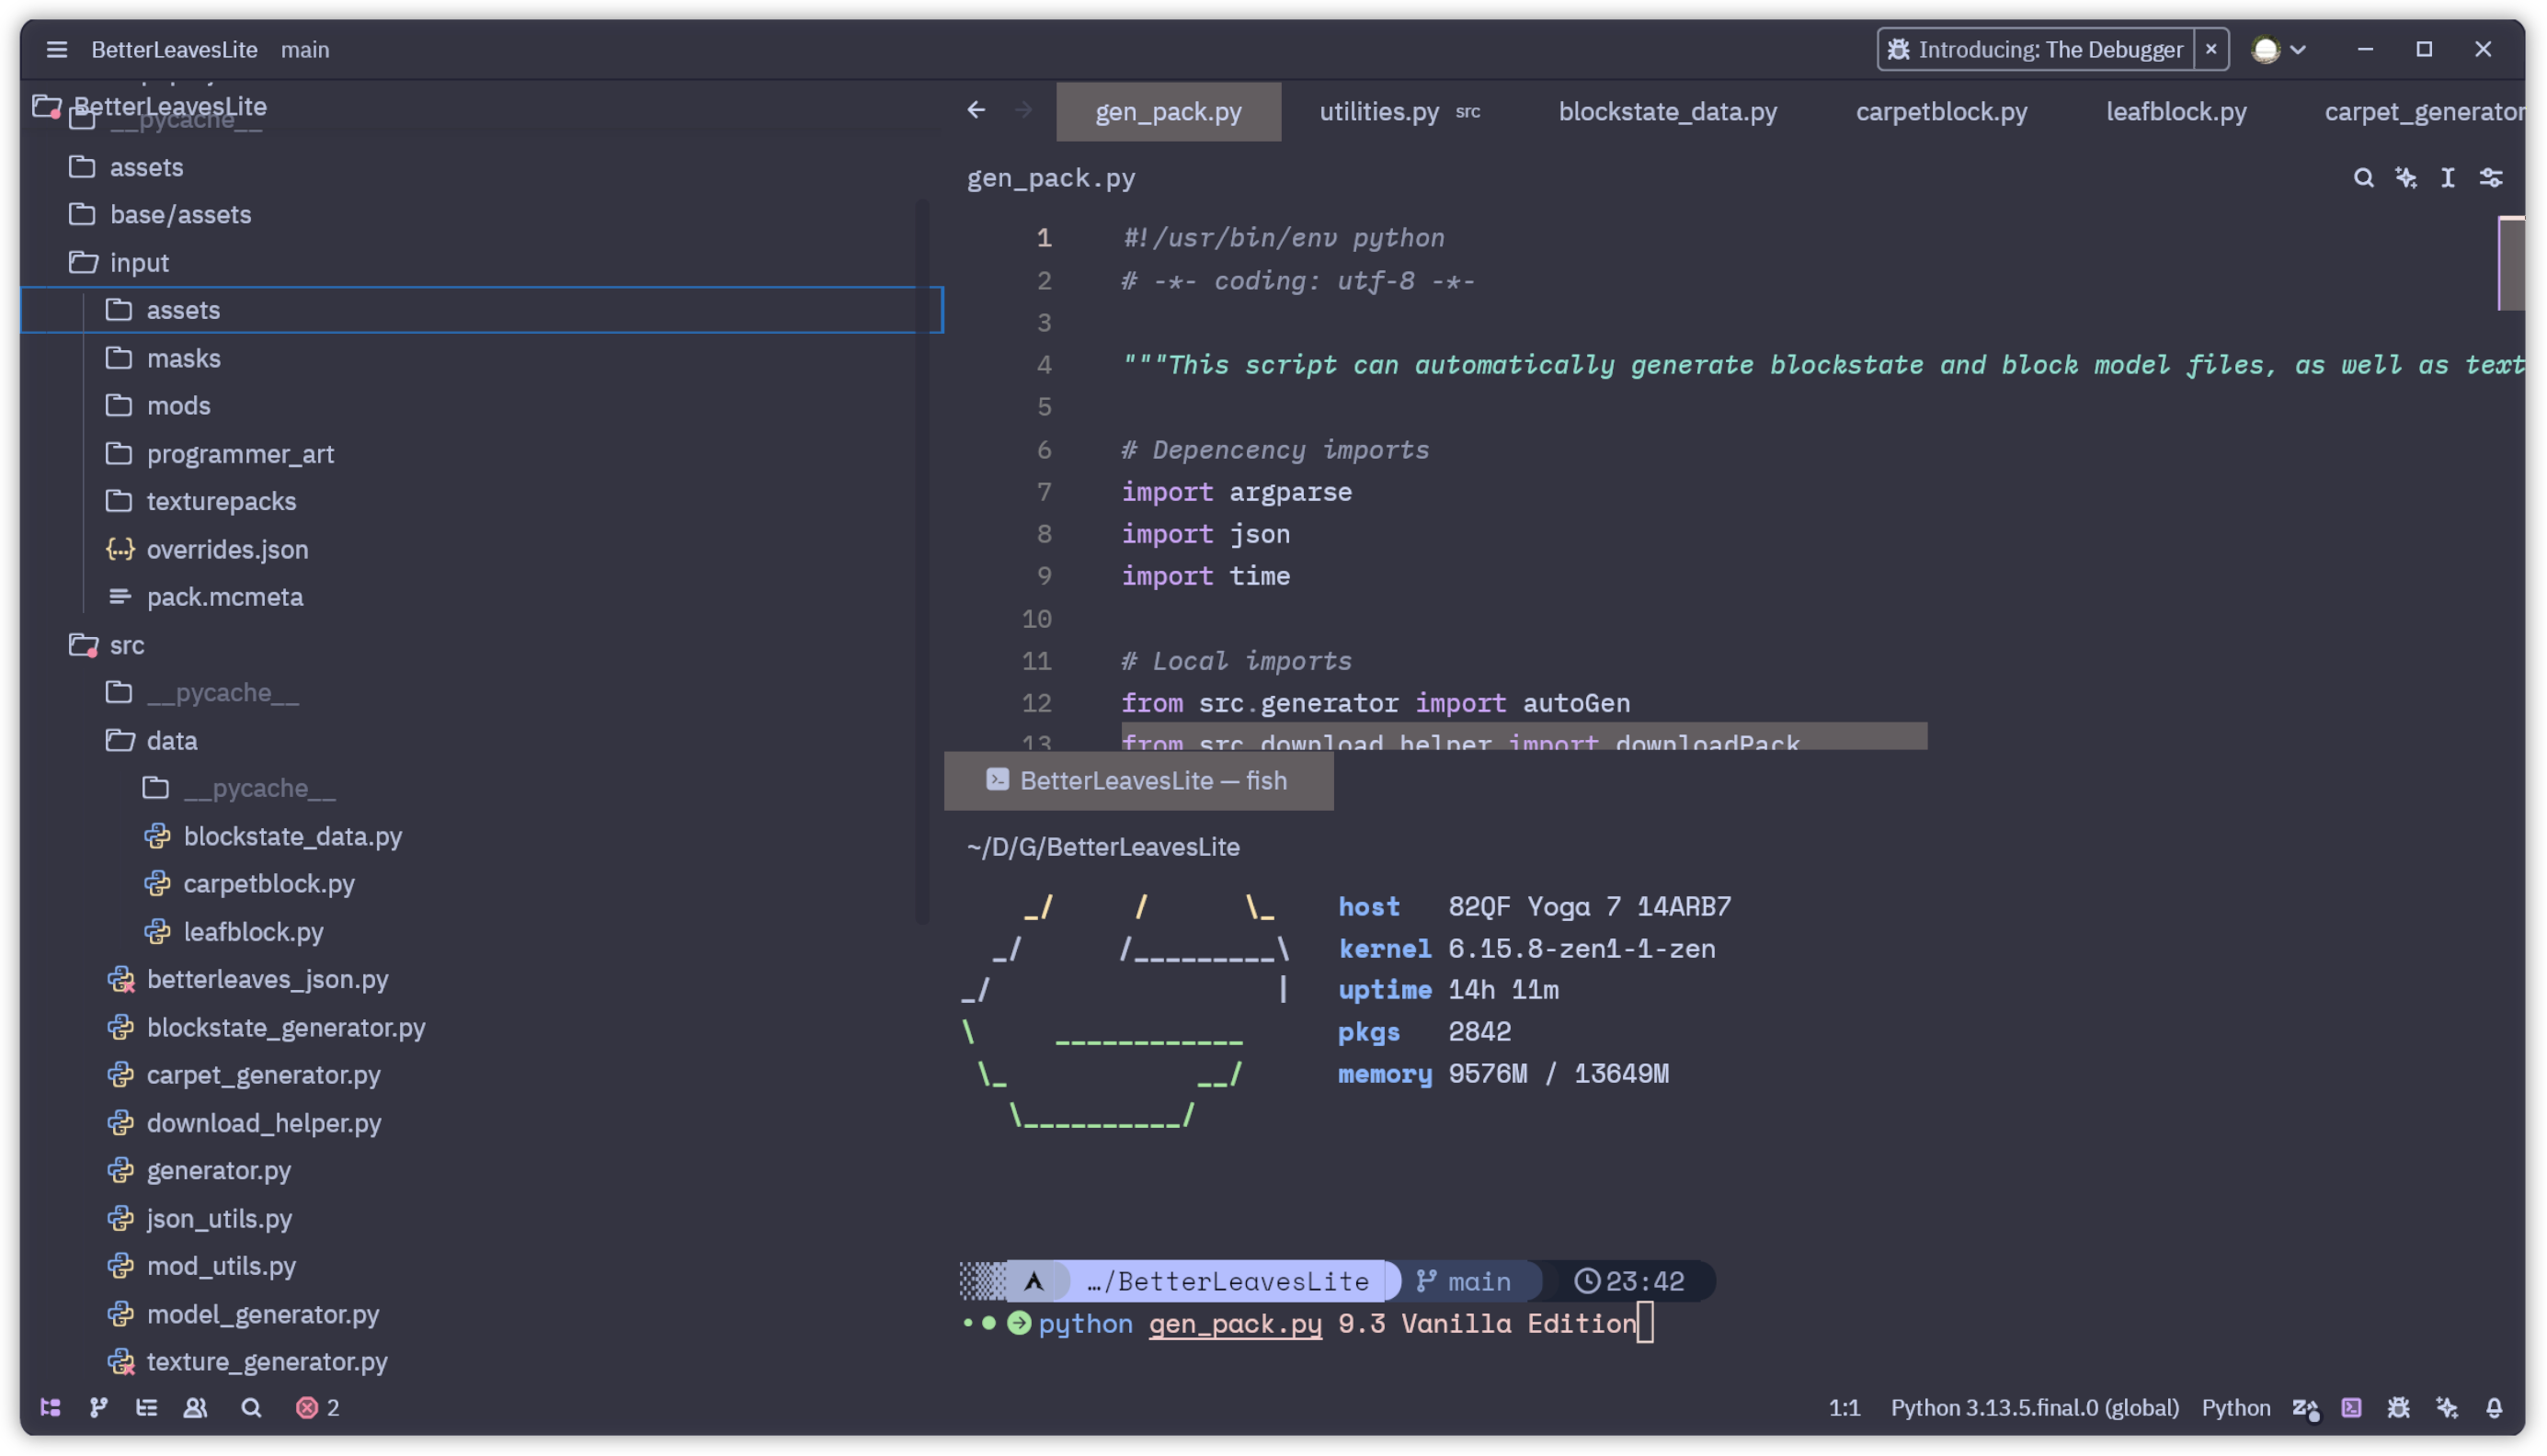 BetterLeavesLite main
Introducing: The Debugger
BetterLeavesLite
__pycache__
assets
base/assets
input
assets
masks
mods
programmer_art
texturepacks
overrides.json
pack.mcmeta
src
__pycache__
data
__pycache__
blockstate_data.py
carpetblock.py
leafblock.py
betterleaves_json.py
blockstate_generator.py
carpet_generator.py
download_helper.py
generator.py
json_utils.py
mod_utils.py
model_generator.py
texture_generator.py
gen_pack.py utilities.py src blockstate_data.py carpetblock.py leafblock.py carpet_generator
gen_pack.py
1 #!/usr/bin/env python
2 # -*- coding: utf-8 -*-
3
4 """This script can automatically generate blockstate and block model files, as well as text
5
6 # Depencency imports
7 import argparse
8 import json
9 import time
10
11 # Local imports
12 from src.generator import autoGen
13 from src.download_helper import downloadPack
BetterLeavesLite — fish
~/D/G/BetterLeavesLite
host 82QF Yoga 7 14ARB7
kernel 6.15.8-zen1-1-zen
uptime 14h 11m
pkgs 2842
memory 9576M / 13649M
…/BetterLeavesLite main 23:42
python gen_pack.py 9.3 Vanilla Edition
2
1:1 Python 3.13.5.final.0 (global) Python